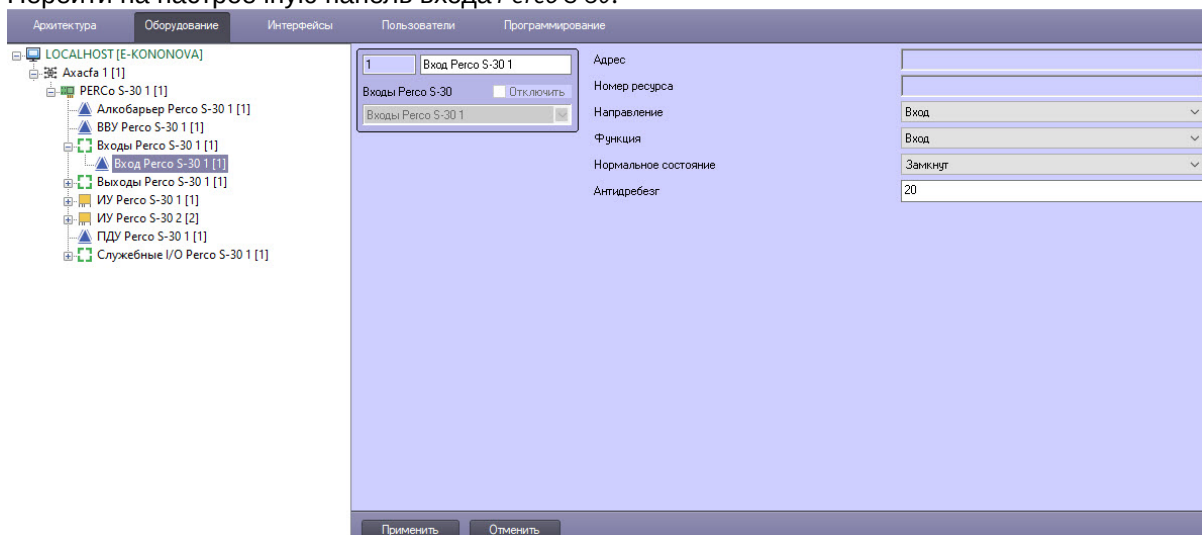 Перейти на настроечную панель входа Perco S-30.
Архитектура Оборудование Интерфейсы Пользователи Программирование
LOCALHOST [E-KONONOVA]
Axacfa 1 [1]
PERCo S-30 1 [1]
Алкобарьер Perco S-30 1 [1]
ВВУ Perco S-30 1 [1]
Входы Perco S-30 1 [1]
Вход Perco S-30 1 [1]
Выходы Perco S-30 1 [1]
ИУ Perco S-30 1 [1]
ИУ Perco S-30 2 [2]
ПДУ Perco S-30 1 [1]
Служебные I/O Perco S-30 1 [1]
1 Вход Perco S-30 1
Входы Perco S-30 Отключить
Входы Perco S-30 1
Адрес
Номер ресурса
Направление Вход
Функция Вход
Нормальное состояние Замкнут
Антидребезг 20
Применить Отменить